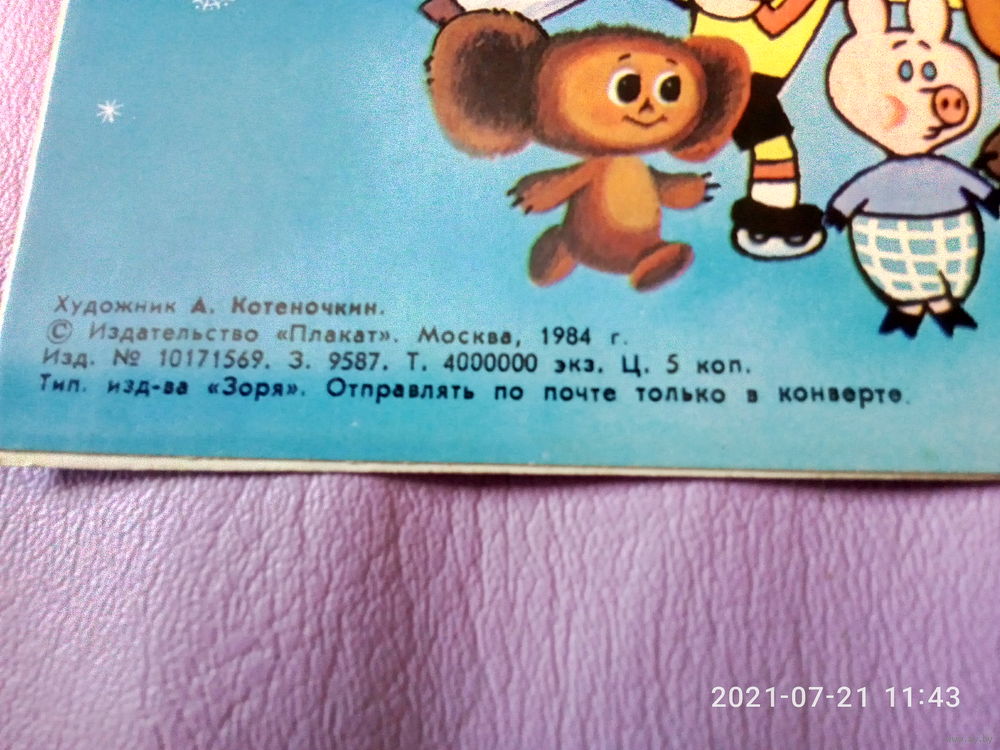 Художник А. Котеночкин.
© Издательство «Плакат». Москва, 1984 г.
Изд. № 10171569. З. 9587. Т. 4000000 экз. Ц. 5 коп.
Тип. изд-ва «Зоря». Отправлять по почте только в конверте.
2021-07-21 11:43